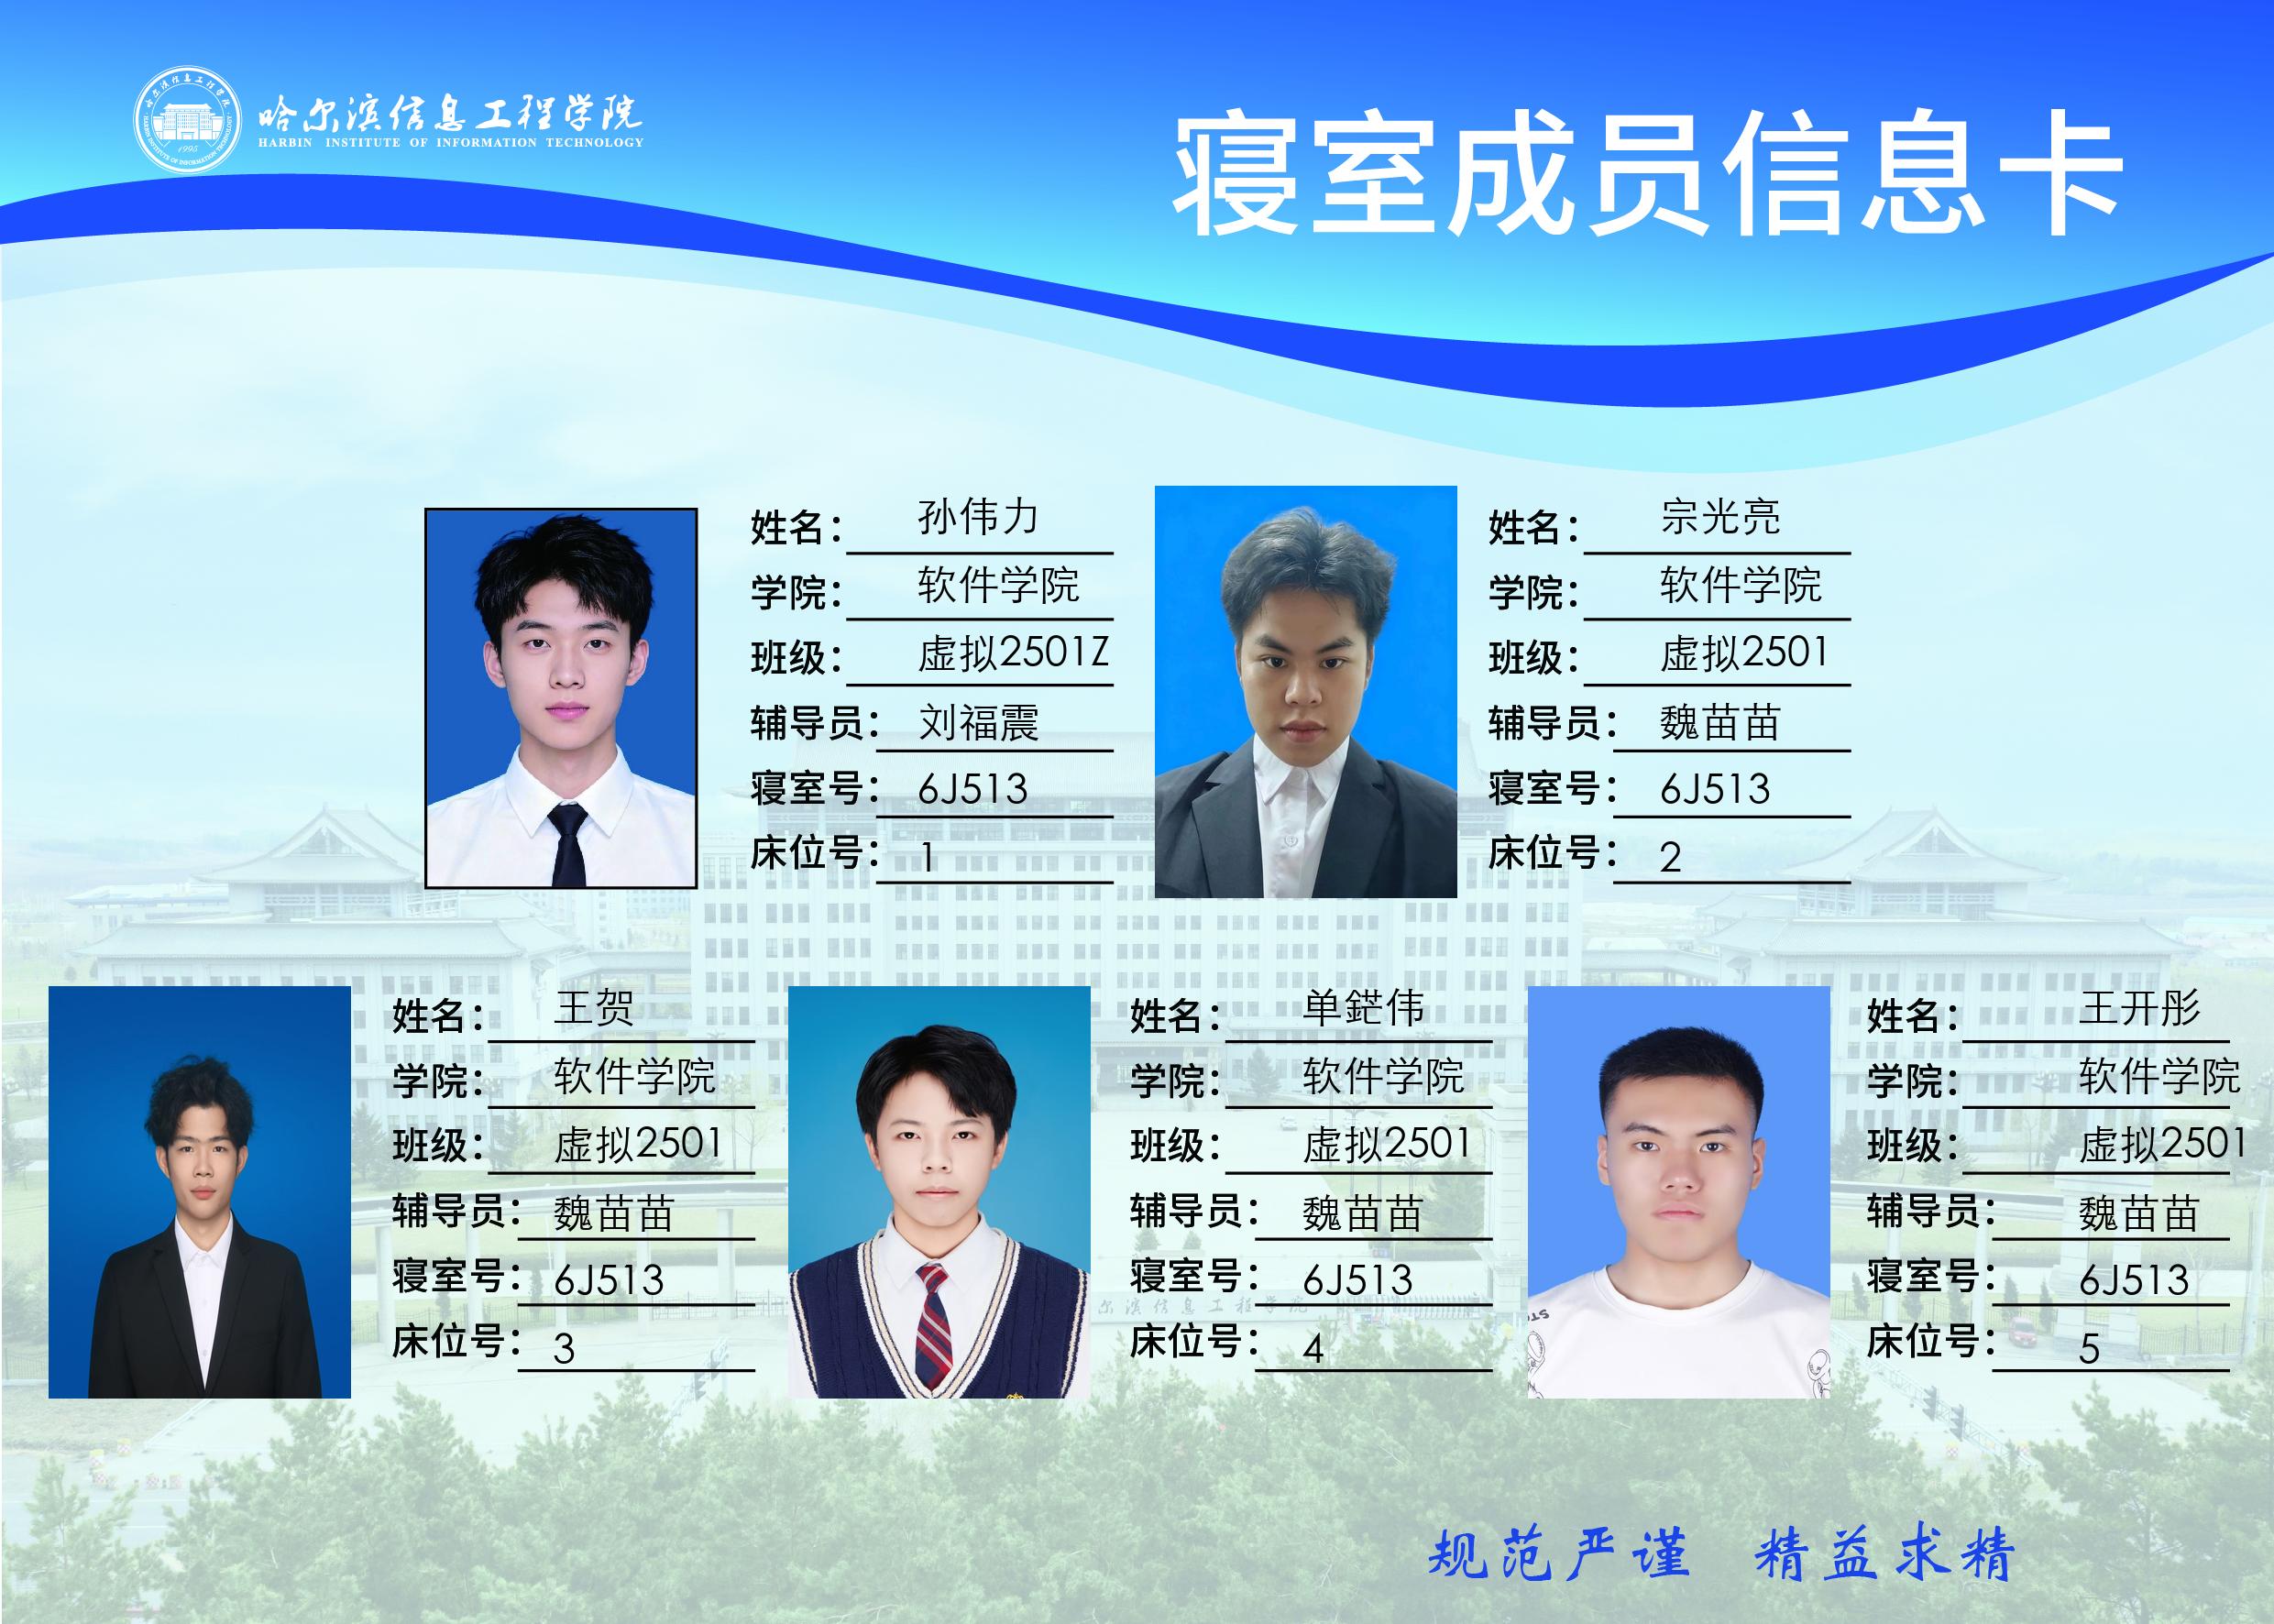 哈尔滨信息工程学院
HARBIN INSTITUTE OF INFORMATION TECHNOLOGY
1995
寝室成员信息卡
姓名：孙伟力
学院：软件学院
班级：虚拟2501Z
辅导员：刘福震
寝室号：6J513
床位号：1
姓名：宗光亮
学院：软件学院
班级：虚拟2501
辅导员：魏苗苗
寝室号：6J513
床位号：2
姓名：王贺
学院：软件学院
班级：虚拟2501
辅导员：魏苗苗
寝室号：6J513
床位号：3
姓名：单鋩伟
学院：软件学院
班级：虚拟2501
辅导员：魏苗苗
寝室号：6J513
床位号：4
姓名：王开彤
学院：软件学院
班级：虚拟2501
辅导员：魏苗苗
寝室号：6J513
床位号：5
规范严谨 精益求精